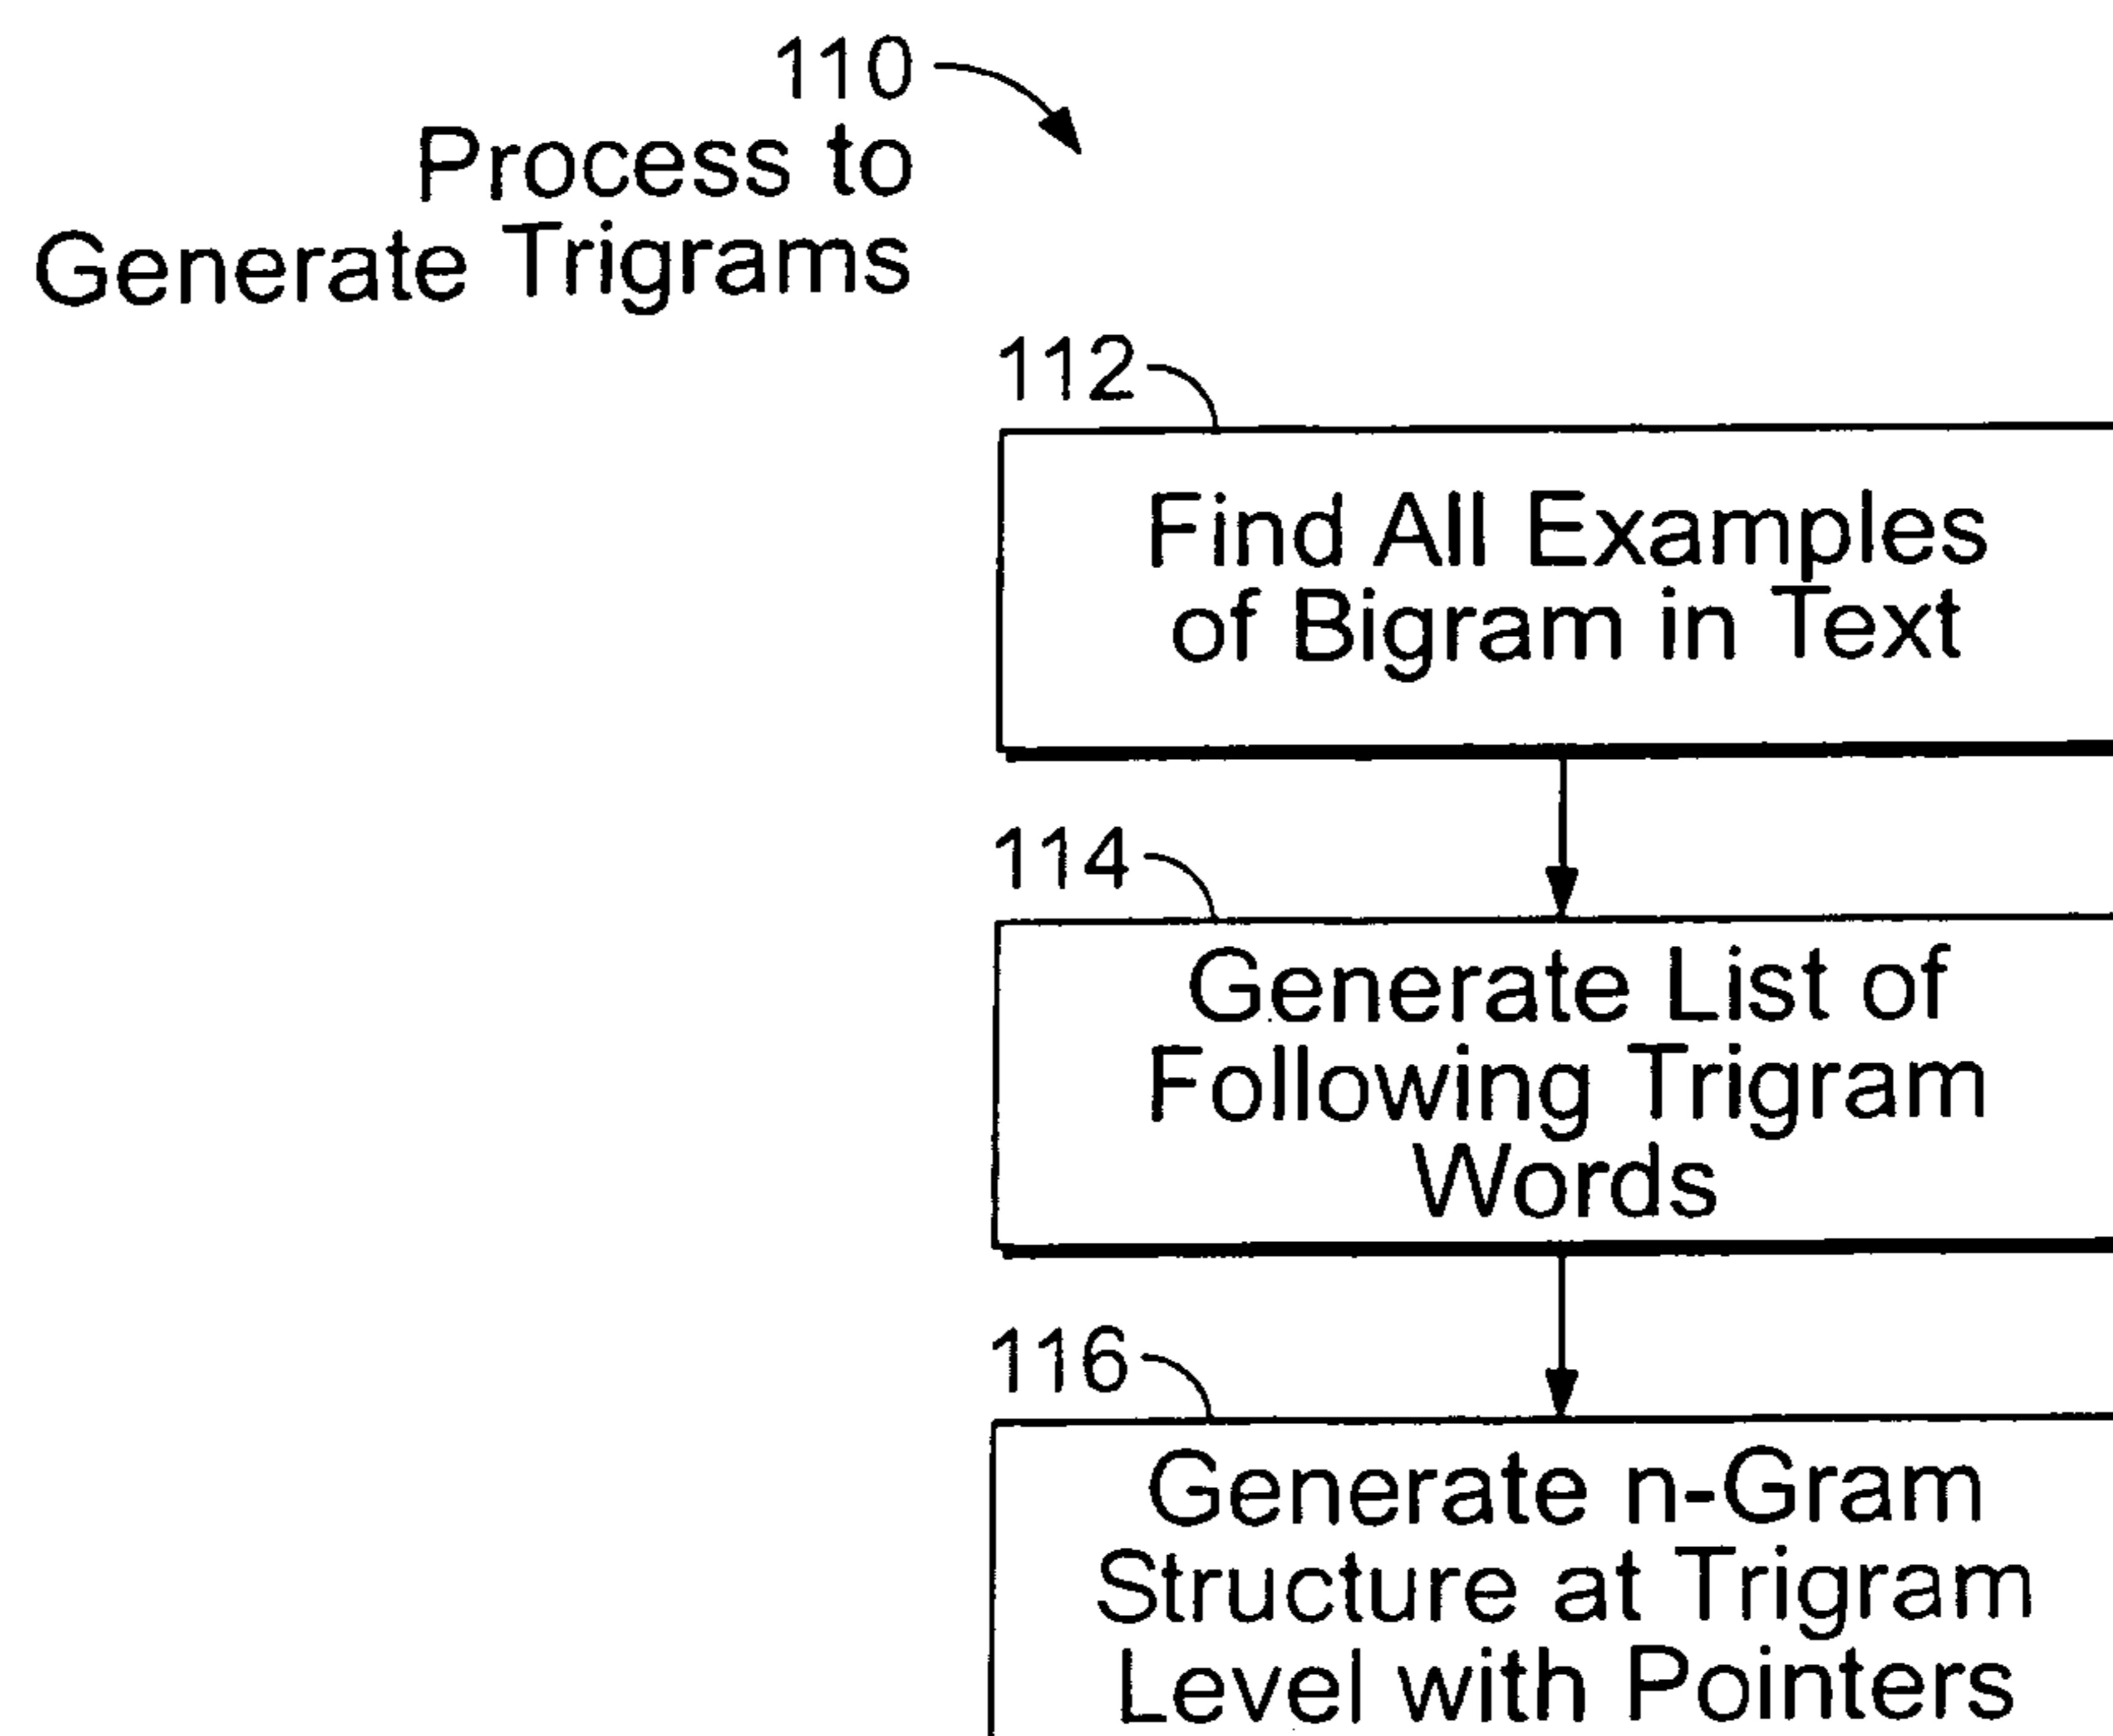 110
Process to
Generate Trigrams
112
Find All Examples
of Bigram in Text
114
Generate List of
Following Trigram
Words
116
Generate n-Gram
Structure at Trigram
Level with Pointers